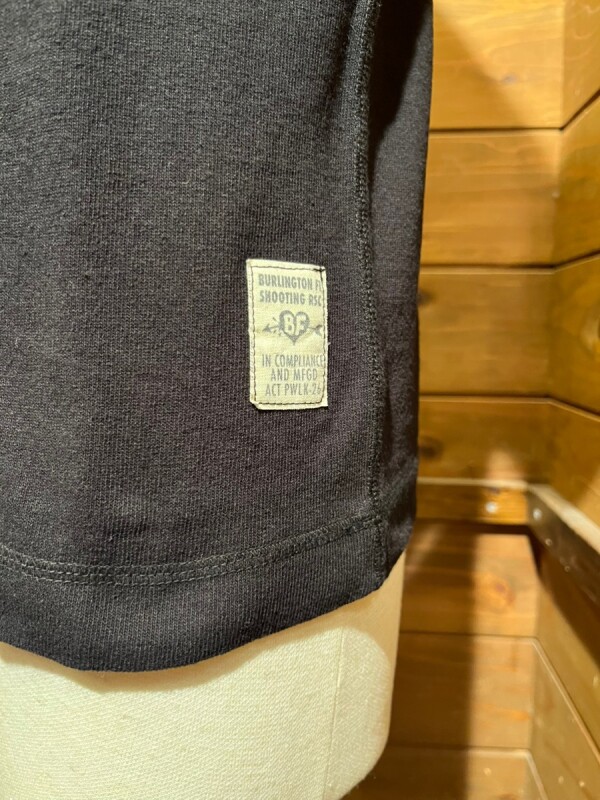 BURLINGTON F
SHOOTING RSC
BF
IN COMPLIANCE
AND MFGD
ACT PWLK-26